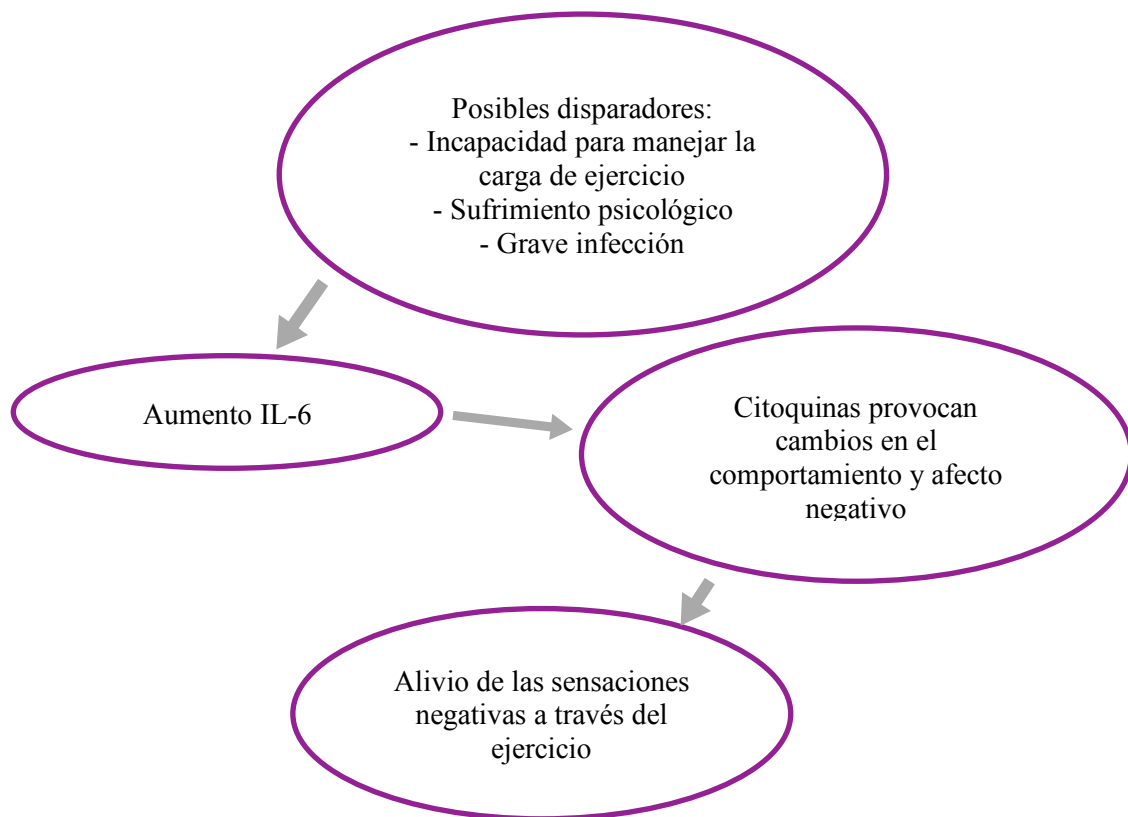 Posibles disparadores:
- Incapacidad para manejar la
carga de ejercicio
- Sufrimiento psicológico
- Grave infección
Aumento IL-6
Citoquinas provocan
cambios en el
comportamiento y afecto
negativo
Alivio de las sensaciones
negativas a través del
ejercicio